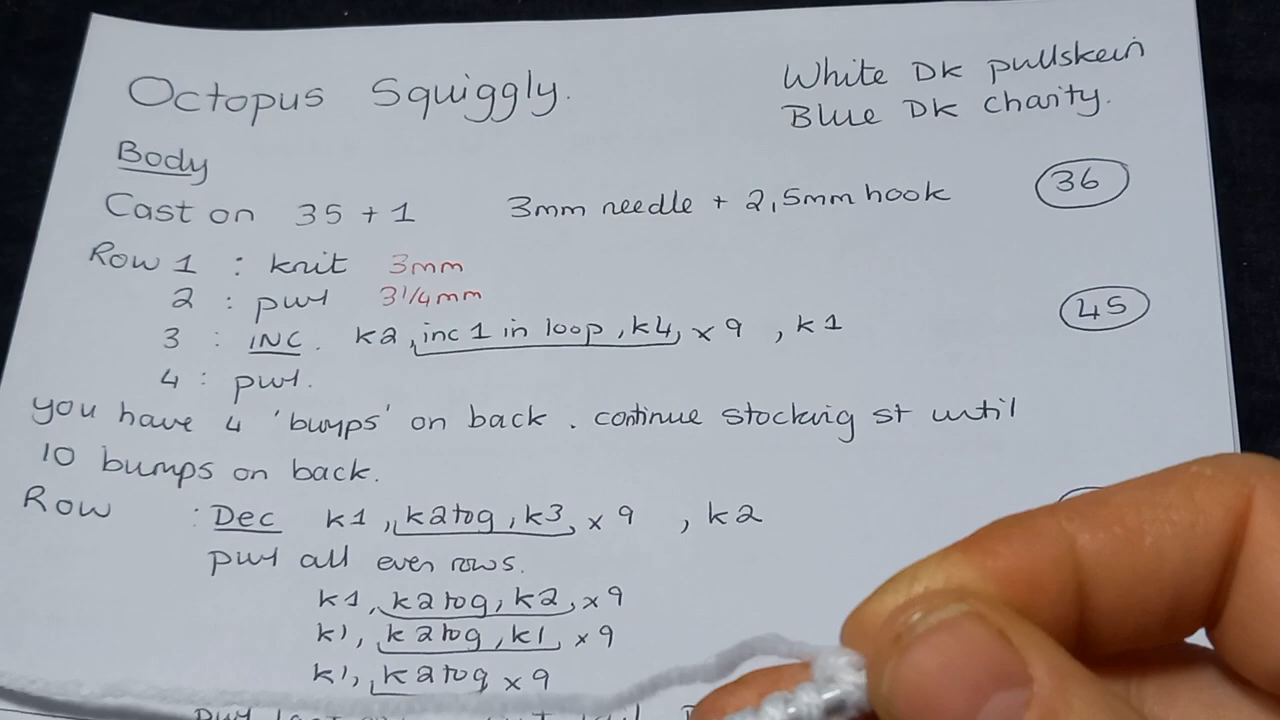 Octopus Squiggly.
White DK pullskein
Blue DK charity.
Body
Cast on 35 + 1 3mm needle + 2,5mm hook 36
Row 1 : knit 3mm
2 : purl 3 1/4mm
3 : INC. k2, inc 1 in loop, k4, x 9 , k1 45
4 : purl.
you have 4 'bumps' on back. continue stocking st until
10 bumps on back.
Row : Dec k1, k2tog, k3, x 9 , k2
purl all even rows.
k1, k2tog, k2, x9
k1, k2tog, k1, x 9
k1, k2tog x 9